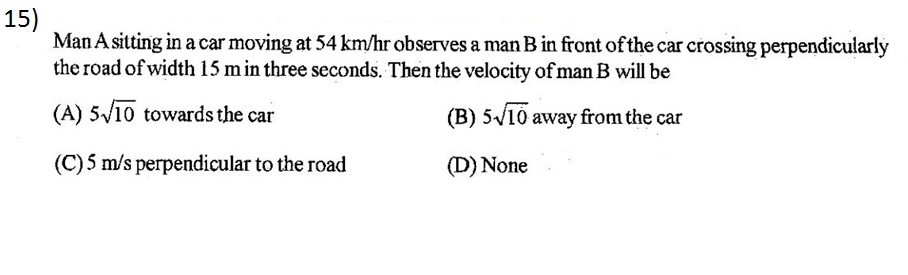 15)
Man A sitting in a car moving at 54 km/hr observes a man B in front of the car crossing perpendicularly
the road of width 15 m in three seconds. Then the velocity of man B will be
(A) 5√10 towards the car (B) 5√10 away from the car
(C) 5 m/s perpendicular to the road (D) None